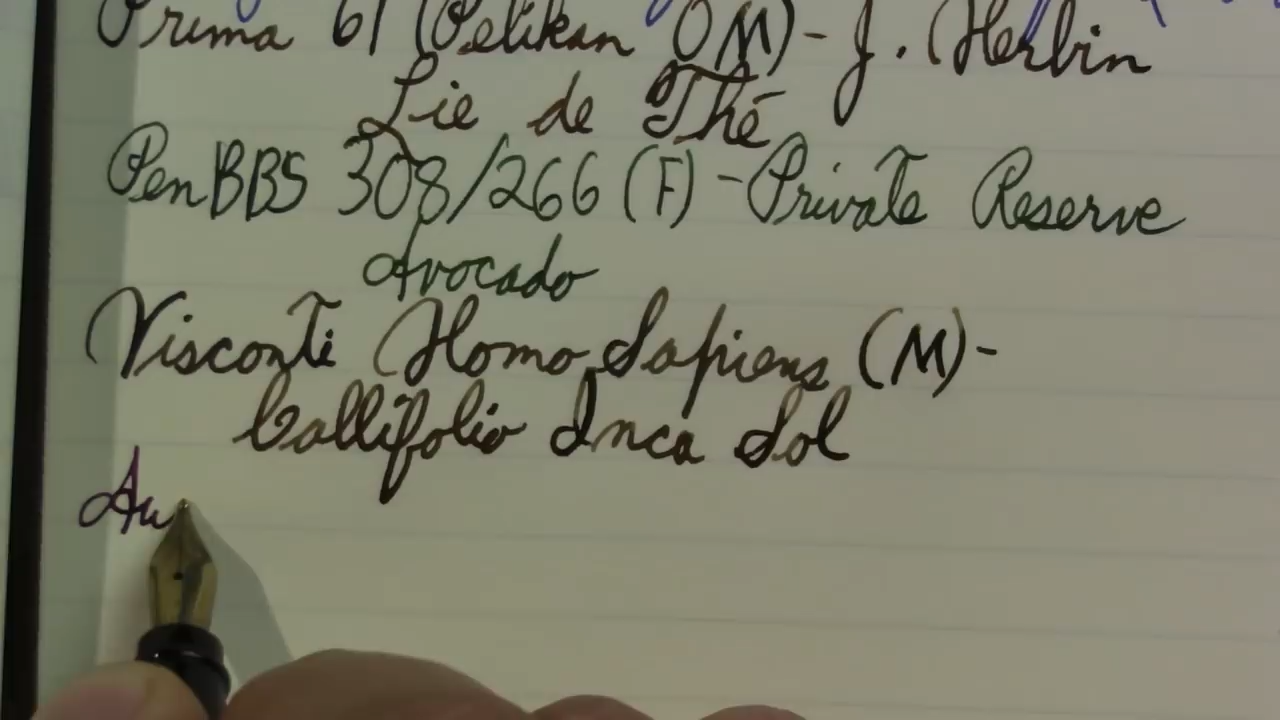 Prima 61 (Pelikan OM) - J. Herbin
Lie de Thé
PenBBS 308/266 (F) - Private Reserve
Avocado
Visconti Homo Sapiens (M) -
Callifolio Inca Sol
Au